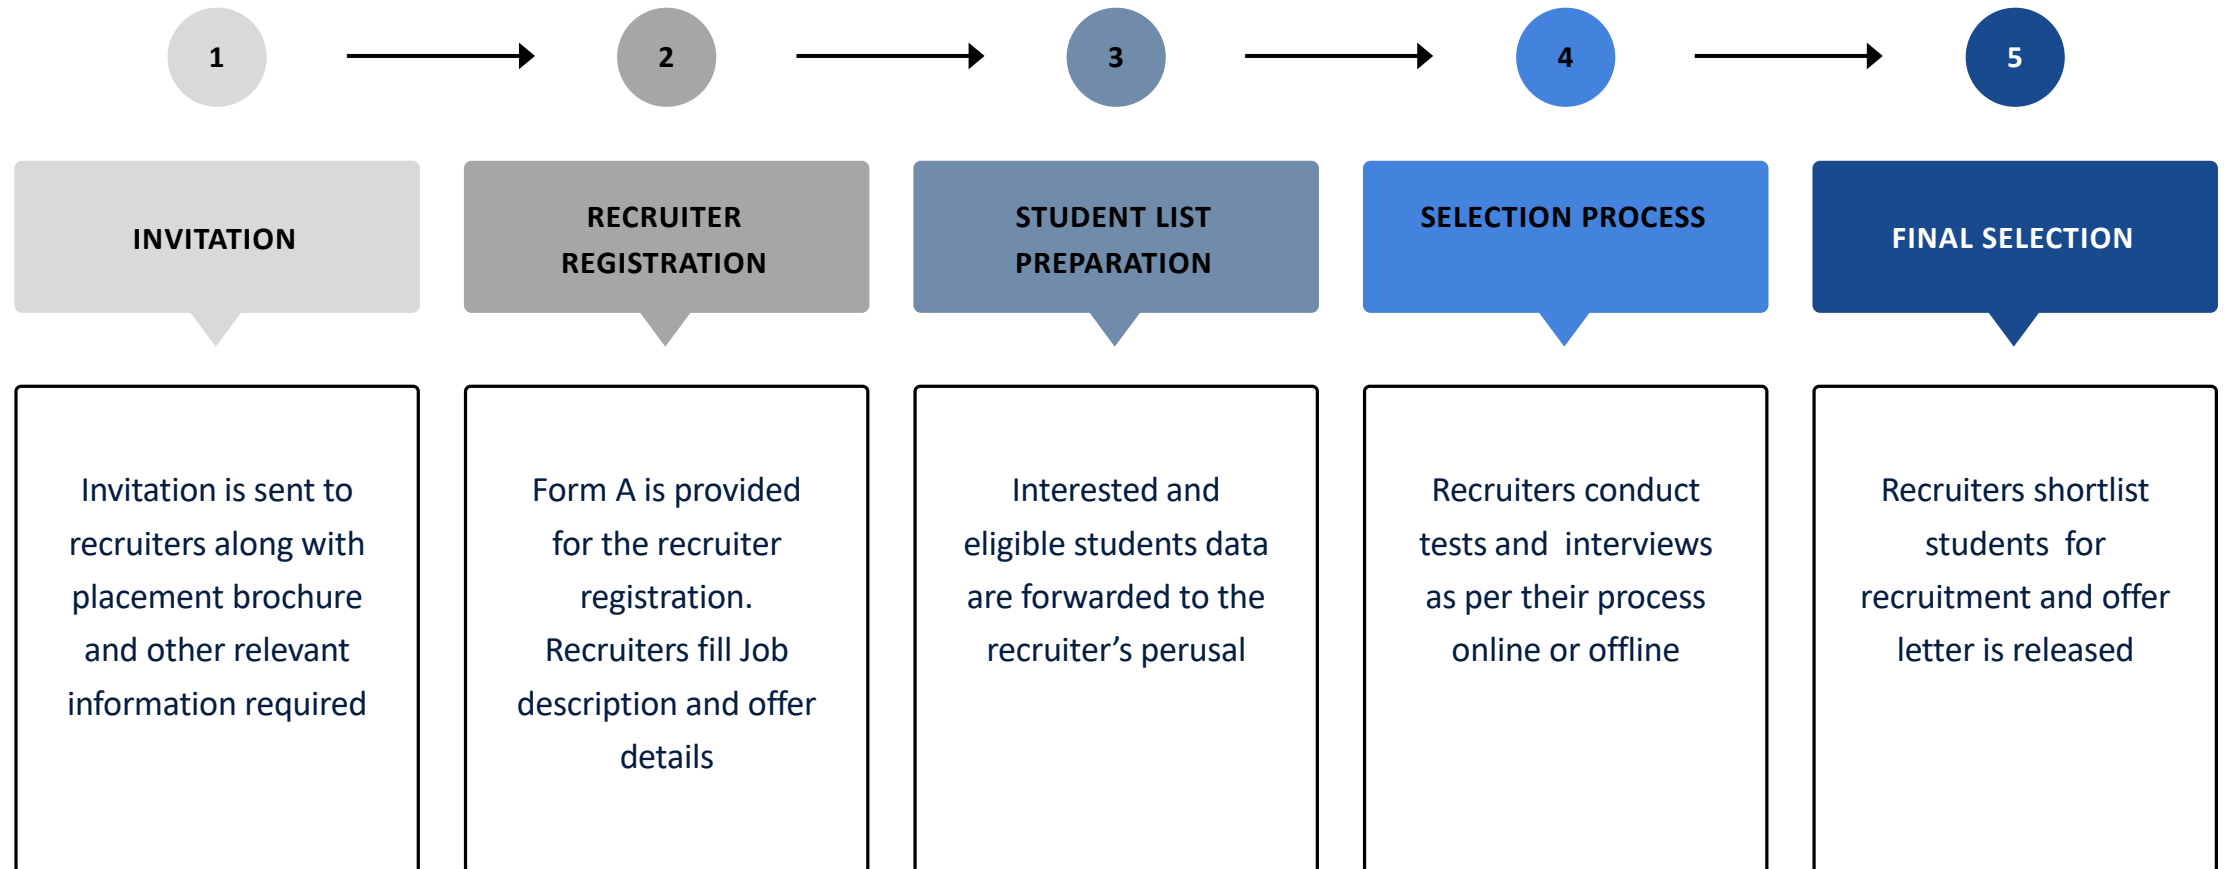 1
2
3
4
5
INVITATION
RECRUITER
REGISTRATION
STUDENT LIST
PREPARATION
SELECTION PROCESS
FINAL SELECTION
Invitation is sent to
recruiters along with
placement brochure
and other relevant
information required
Form A is provided
for the recruiter
registration.
Recruiters fill Job
description and offer
details
Interested and
eligible students data
are forwarded to the
recruiter’s perusal
Recruiters conduct
tests and  interviews
as per their process
online or offline
Recruiters shortlist
students  for
recruitment and offer
letter is released